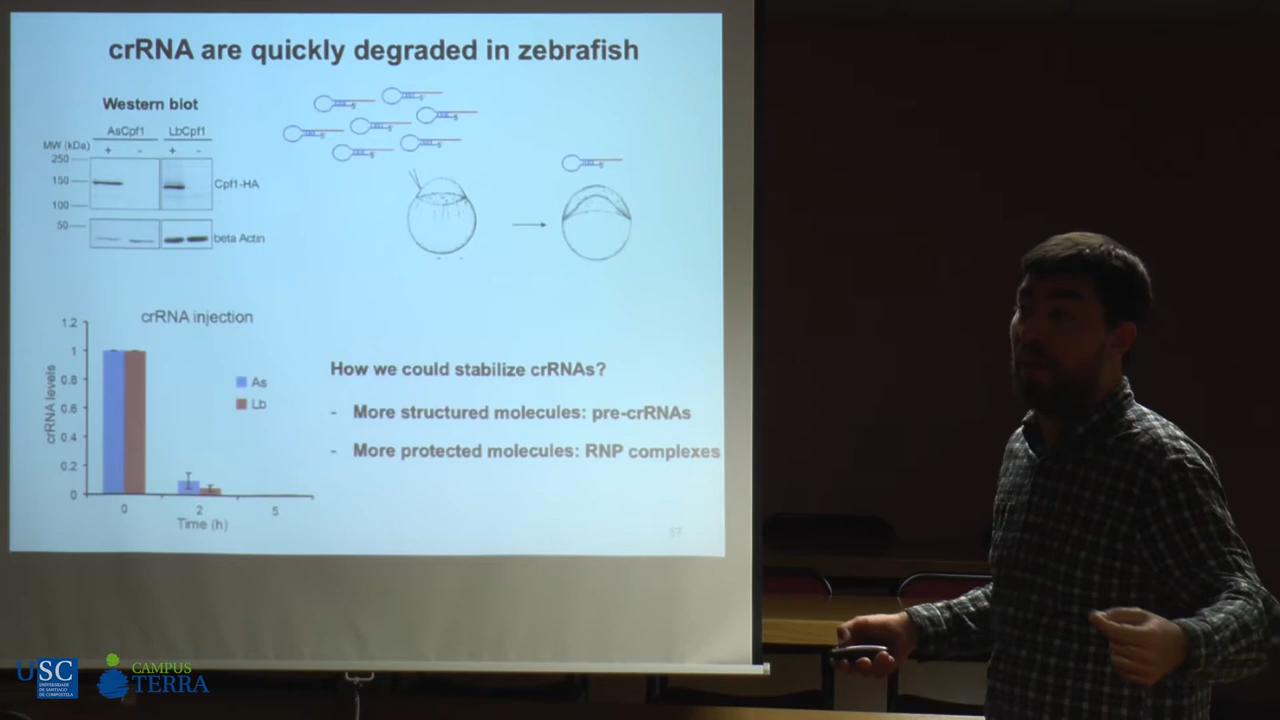 crRNA are quickly degraded in zebrafish
Western blot
AsCpf1 LbCpf1
MW (kDa) + - + -
250
150
Cpf1-HA
100
50
beta Actin
crRNA injection
1.2
1
0.8
0.6
0.4
0.2
0
crRNA levels
As
Lb
0 2 5
Time (h)
How we could stabilize crRNAs?
- More structured molecules: pre-crRNAs
- More protected molecules: RNP complexes
57
USC
UNIVERSIDADE
DE SANTIAGO
DE COMPOSTELA
CAMPUS
TERRA